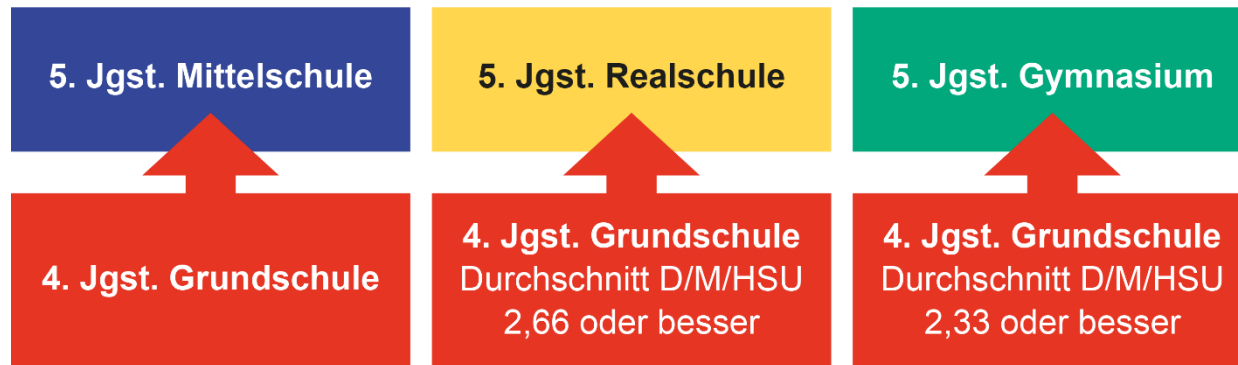 5. Jgst. Mittelschule
5. Jgst. Realschule
5. Jgst. Gymnasium
4. Jgst. Grundschule
4. Jgst. Grundschule
Durchschnitt D/M/HSU
2,66 oder besser
4. Jgst. Grundschule
Durchschnitt D/M/HSU
2,33 oder besser